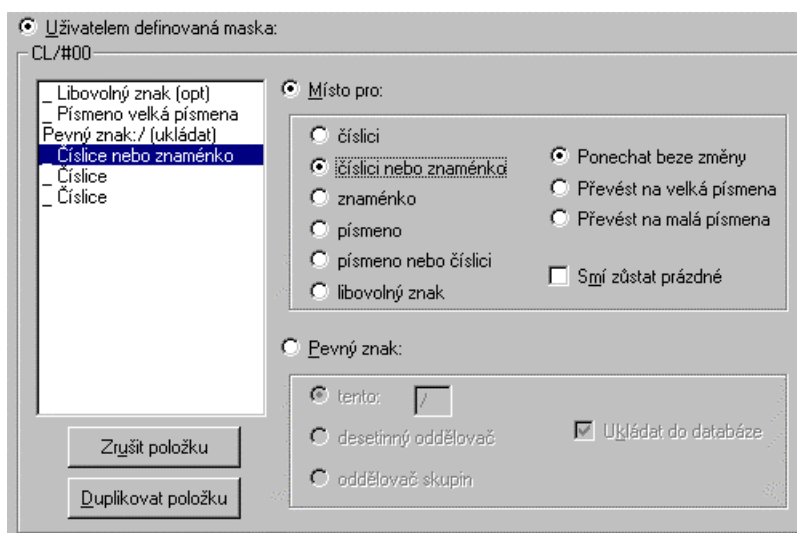 Uživatelem definovaná maska:
CL/#00
_ Libovolný znak (opt)
_ Písmeno velká písmena
Pevný znak:/ (ukládat)
_ Číslice nebo znaménko
_ Číslice
_ Číslice
Zrušit položku
Duplikovat položku
Místo pro:
číslici
číslici nebo znaménko
znaménko
písmeno
písmeno nebo číslici
libovolný znak
Ponechat beze změny
Převést na velká písmena
Převést na malá písmena
Smí zůstat prázdné
Pevný znak:
tento: /
desetinný oddělovač
oddělovač skupin
Ukládat do databáze